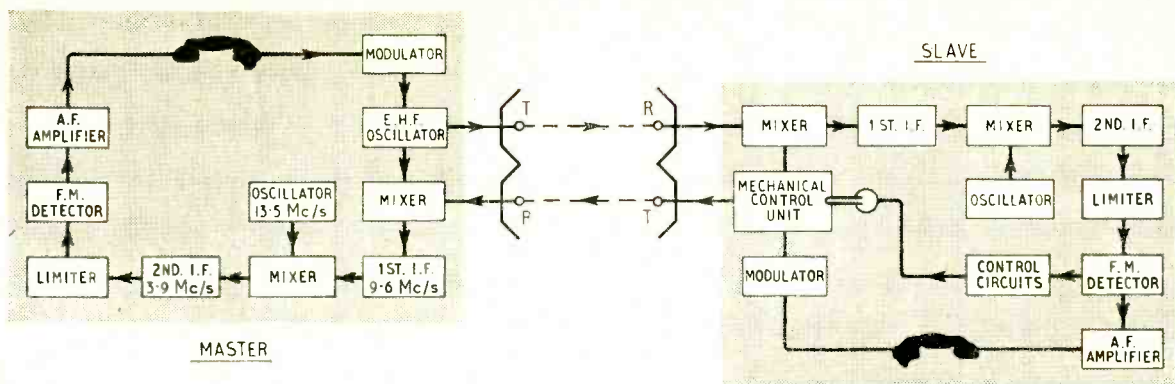 MODULATOR
A.F.
AMPLIFIER
E.H.F.
OSCILLATOR
F.M.
DETECTOR
OSCILLATOR
13·5 Mc/s
MIXER
LIMITER
2ND. I.F.
3·9 Mc/s
MIXER
1ST. I.F.
9·6 Mc/s
MASTER
T
R
P
T
SLAVE
MIXER
1ST. I.F.
MIXER
2ND. I.F.
MECHANICAL
CONTROL
UNIT
OSCILLATOR
LIMITER
MODULATOR
CONTROL
CIRCUITS
F.M.
DETECTOR
A.F.
AMPLIFIER